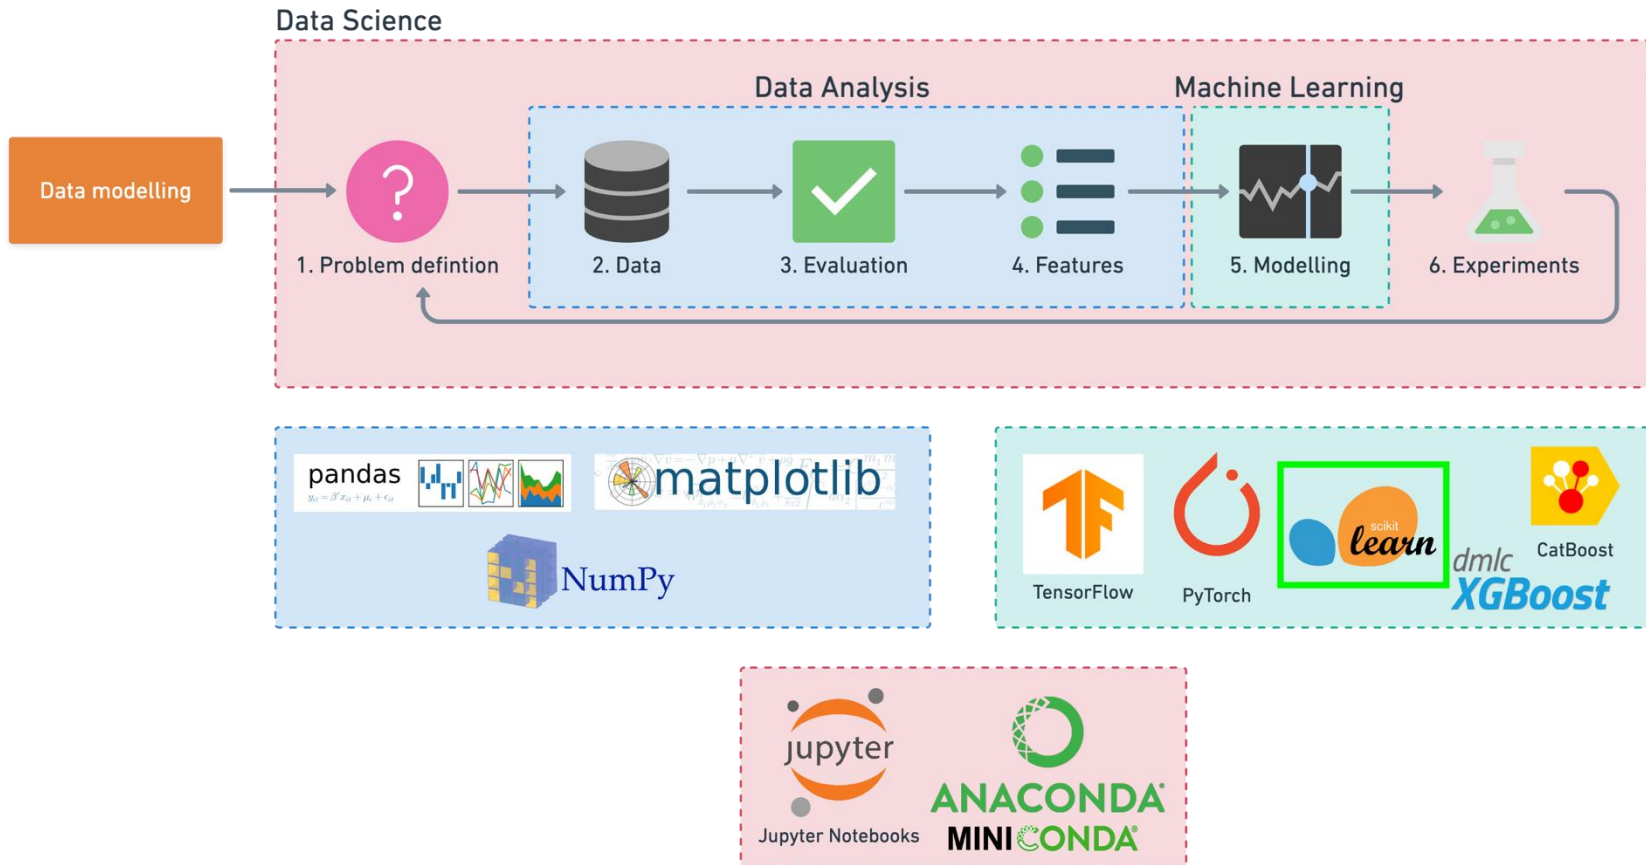 Data Science
Data Analysis
Machine Learning
Data modelling
?
1. Problem defintion
2. Data
3. Evaluation
4. Features
5. Modelling
6. Experiments
pandas
matplotlib
NumPy
TensorFlow
PyTorch
scikit
learn
CatBoost
dmlc
XGBoost
jupyter
Jupyter Notebooks
ANACONDA
MINICONDA